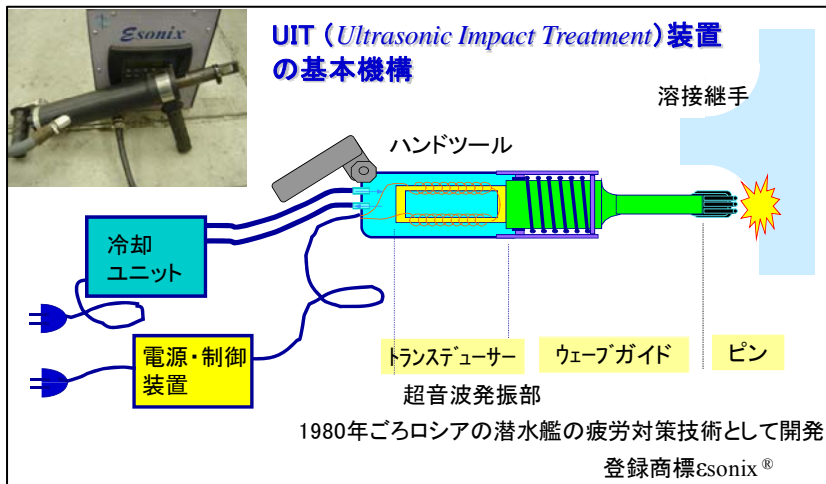 Esonix
UIT（Ultrasonic Impact Treatment）装置
の基本機構
溶接継手
ハンドツール
冷却
ユニット
電源・制御
装置
トランスデューサー
ウェーブガイド
ピン
超音波発振部
1980年ごろロシアの潜水艦の疲労対策技術として開発
登録商標εsonix ®